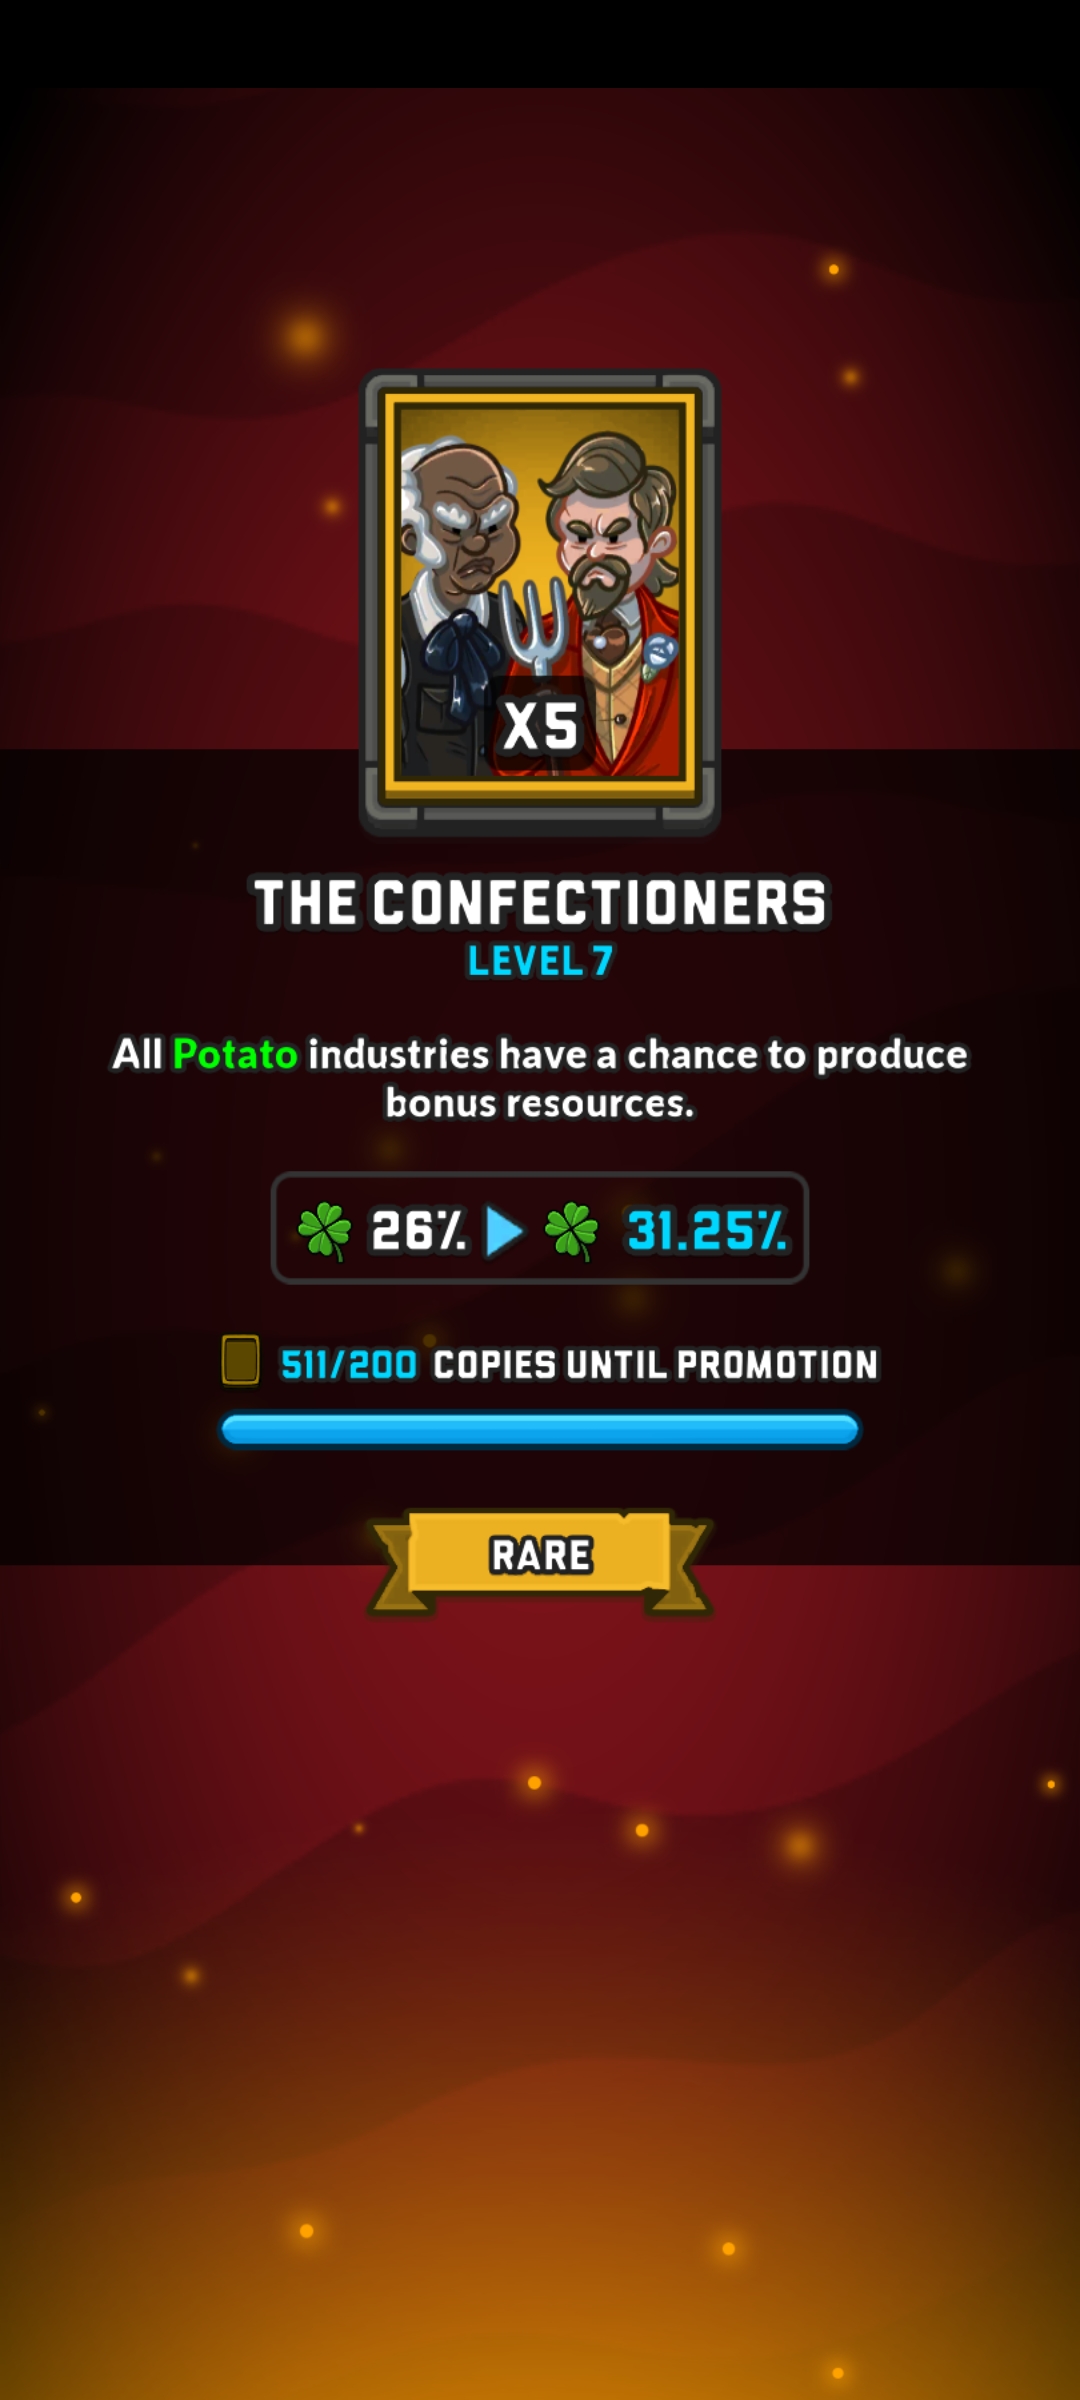 X5
THE CONFECTIONERS
LEVEL 7
All Potato industries have a chance to produce
bonus resources.
26% 31.25%
511/200 COPIES UNTIL PROMOTION
RARE